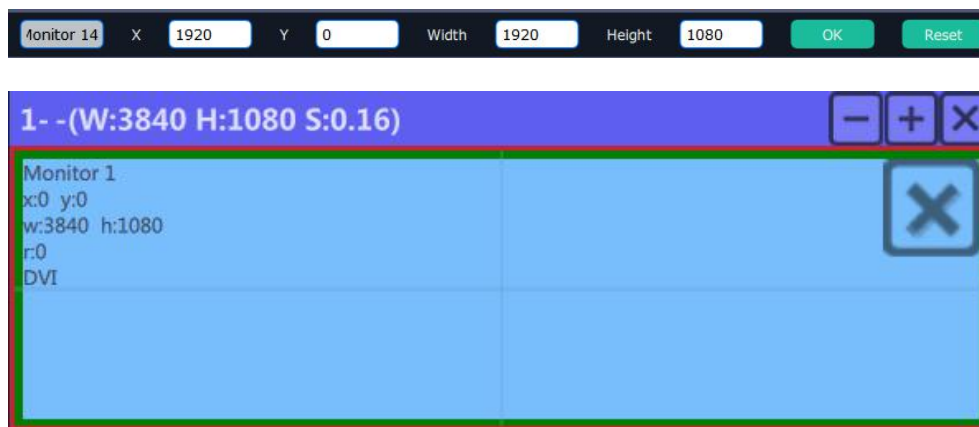 Monitor 14 X 1920 Y 0 Width 1920 Height 1080 OK Reset
1- -(W:3840 H:1080 S:0.16)
Monitor 1
x:0 y:0
w:3840 h:1080
r:0
DVI